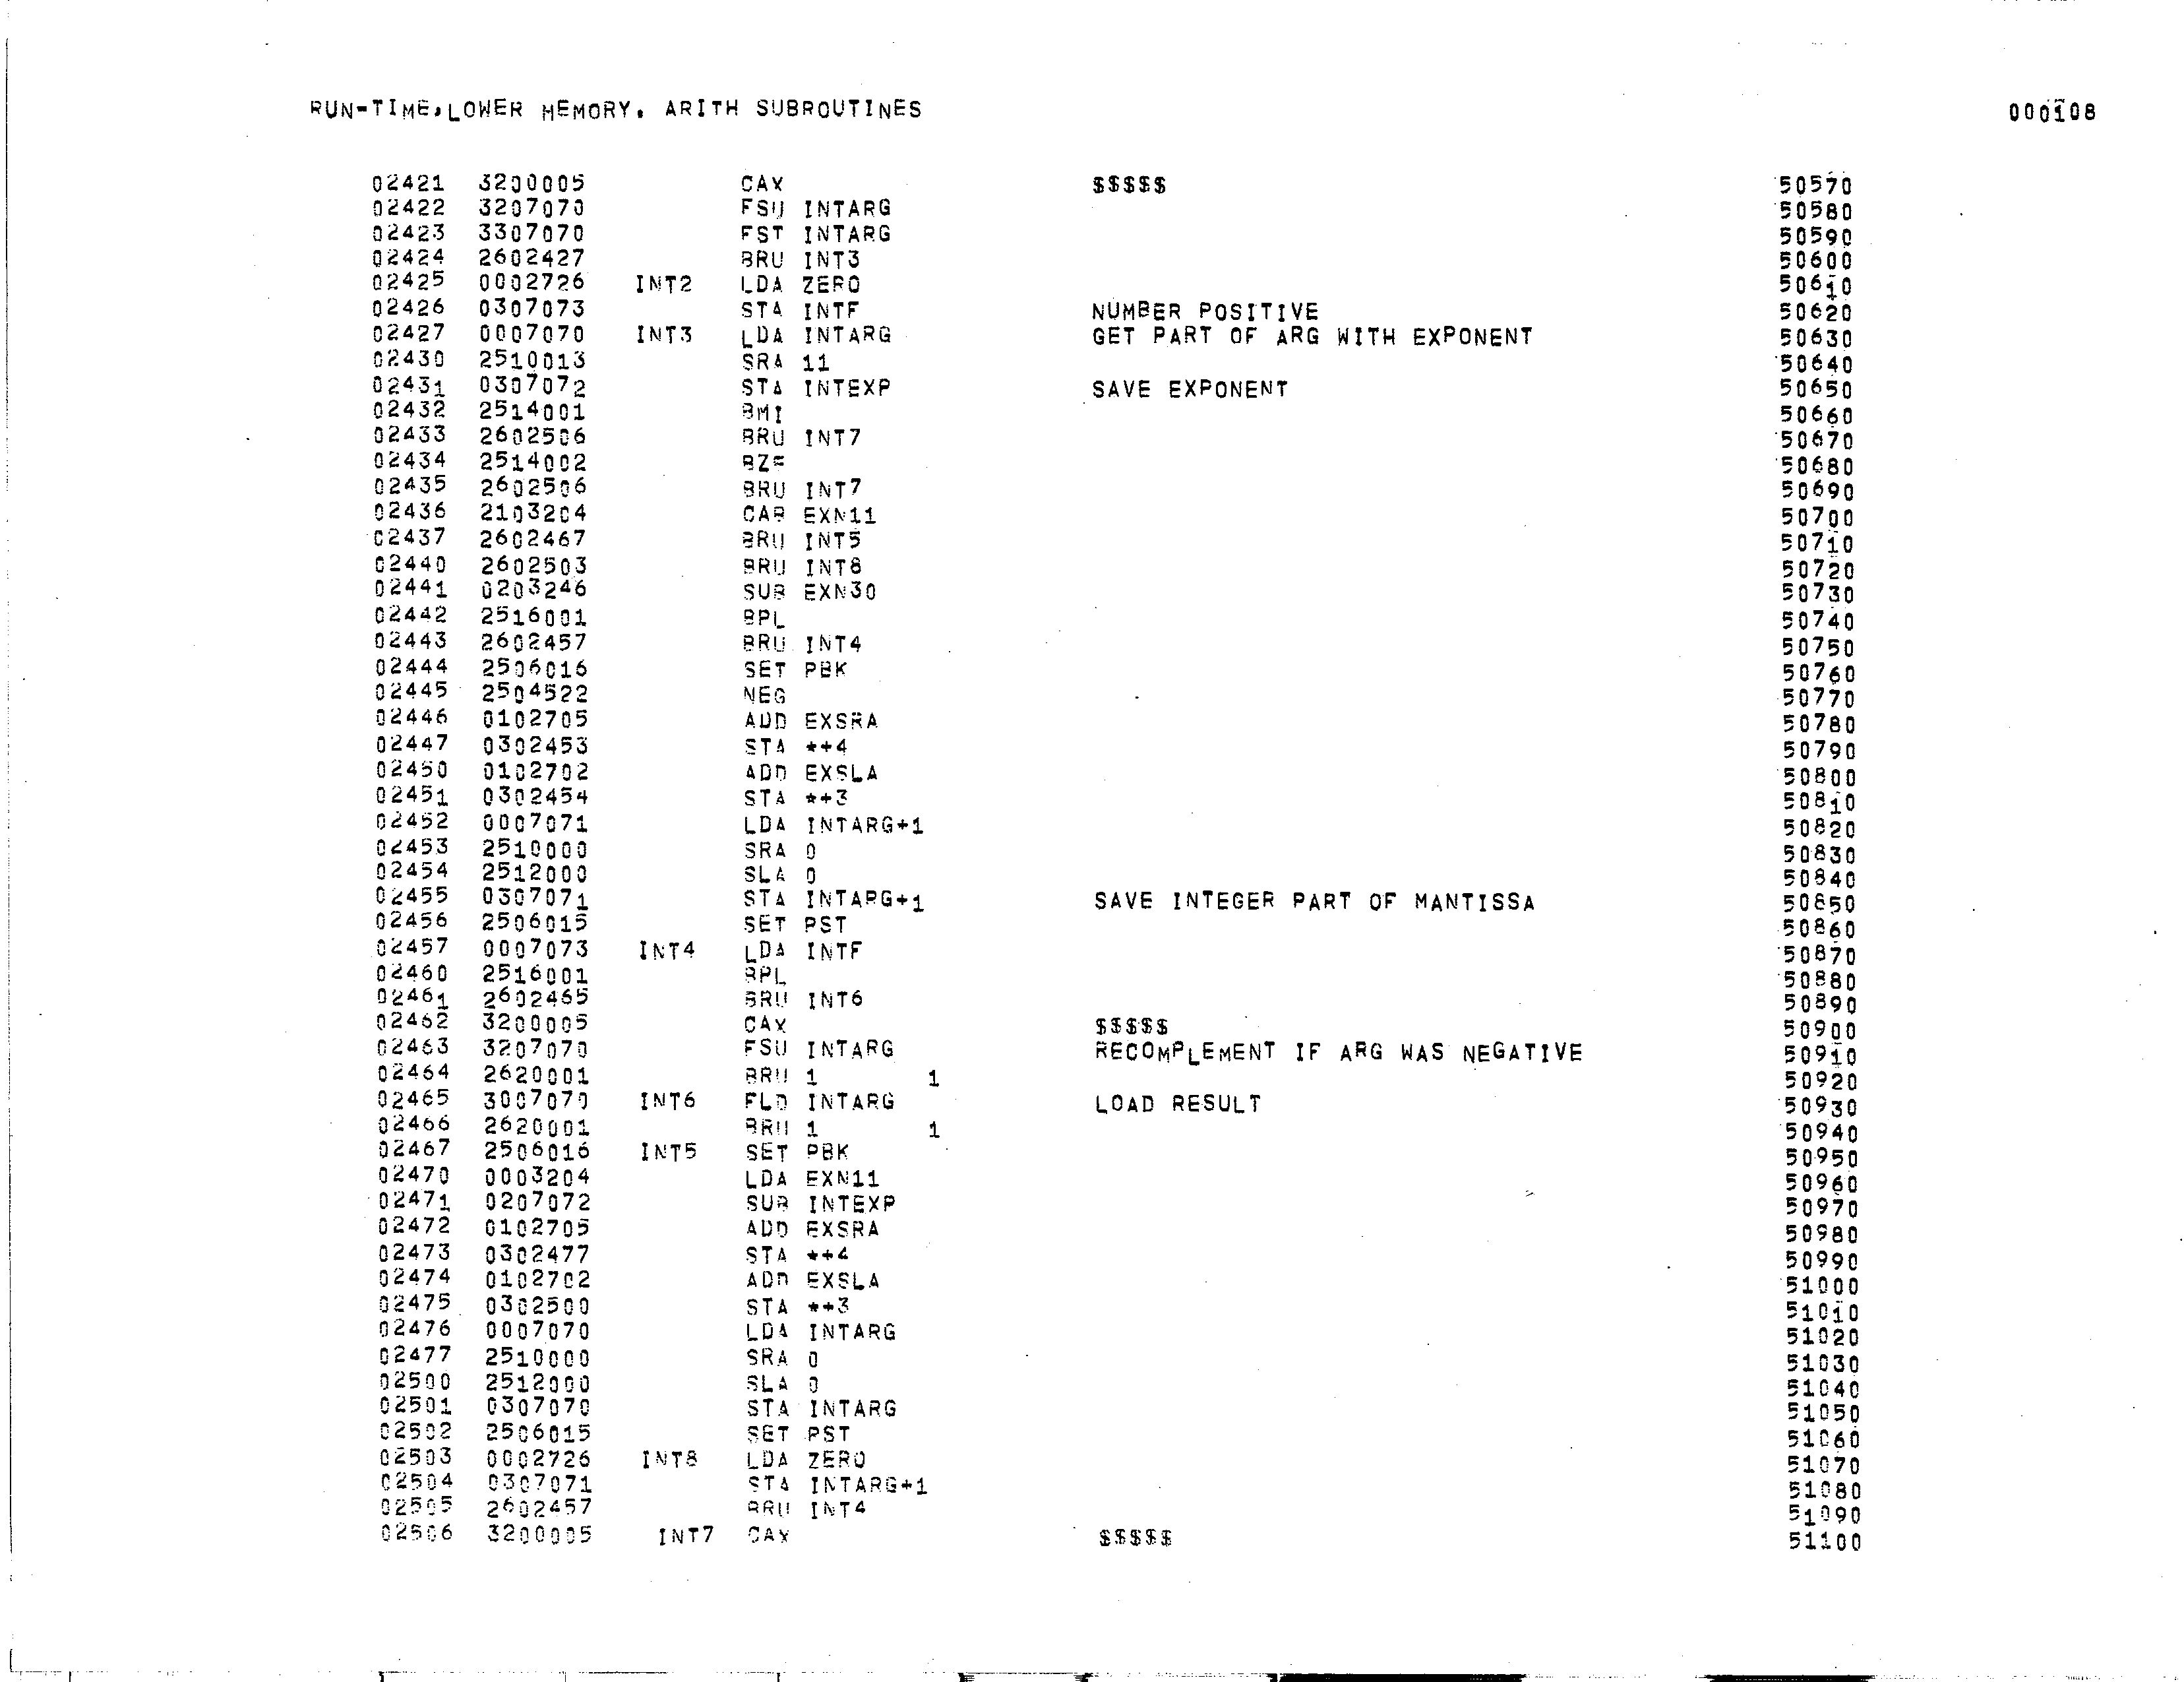 RUN-TIME,LOWER MEMORY, ARITH SUBROUTINES 000108
02421 3200005 CAX $$$$$ 50570
02422 3207070 FSU INTARG 50580
02423 3307070 FST INTARG 50590
02424 2602427 BRU INT3 50600
02425 0002726 INT2 LDA ZERO 50610
02426 0307073 STA INTF NUMBER POSITIVE 50620
02427 0007070 INT3 LDA INTARG GET PART OF ARG WITH EXPONENT 50630
02430 2510013 SRA 11 50640
02431 0307072 STA INTEXP SAVE EXPONENT 50650
02432 2514001 BMI 50660
02433 2602506 BRU INT7 50670
02434 2514002 BZE 50680
02435 2602506 BRU INT7 50690
02436 2103204 CAB EXN11 50700
02437 2602467 BRU INT5 50710
02440 2602503 BRU INT8 50720
02441 0203246 SUB EXN30 50730
02442 2516001 BPL 50740
02443 2602457 BRU INT4 50750
02444 2506016 SET PBK 50760
02445 2504522 NEG 50770
02446 0102705 ADD EXSRA 50780
02447 0302453 STA *+4 50790
02450 0102702 ADD EXSLA 50800
02451 0302454 STA *+3 50810
02452 0007071 LDA INTARG+1 50820
02453 2510000 SRA 0 50830
02454 2512000 SLA 0 50840
02455 0307071 STA INTARG+1 SAVE INTEGER PART OF MANTISSA 50850
02456 2506015 SET PST 50860
02457 0007073 INT4 LDA INTF 50870
02460 2516001 BPL 50880
02461 2602465 BRU INT6 50890
02462 3200005 CAX $$$$$ 50900
02463 3207070 FSU INTARG RECOMPLEMENT IF ARG WAS NEGATIVE 50910
02464 2620001 BRU 1 1 50920
02465 3007070 INT6 FLD INTARG LOAD RESULT 50930
02466 2620001 BRU 1 1 50940
02467 2506016 INT5 SET PBK 50950
02470 0003204 LDA EXN11 50960
02471 0207072 SUB INTEXP 50970
02472 0102705 ADD EXSRA 50980
02473 0302477 STA *+4 50990
02474 0102702 ADD EXSLA 51000
02475 0302500 STA *+3 51010
02476 0007070 LDA INTARG 51020
02477 2510000 SRA 0 51030
02500 2512000 SLA 0 51040
02501 0307070 STA INTARG 51050
02502 2506015 SET PST 51060
02503 0002726 INT8 LDA ZERO 51070
02504 0307071 STA INTARG+1 51080
02505 2602457 BRU INT4 51090
02506 3200005 INT7 CAX $$$$$ 51100